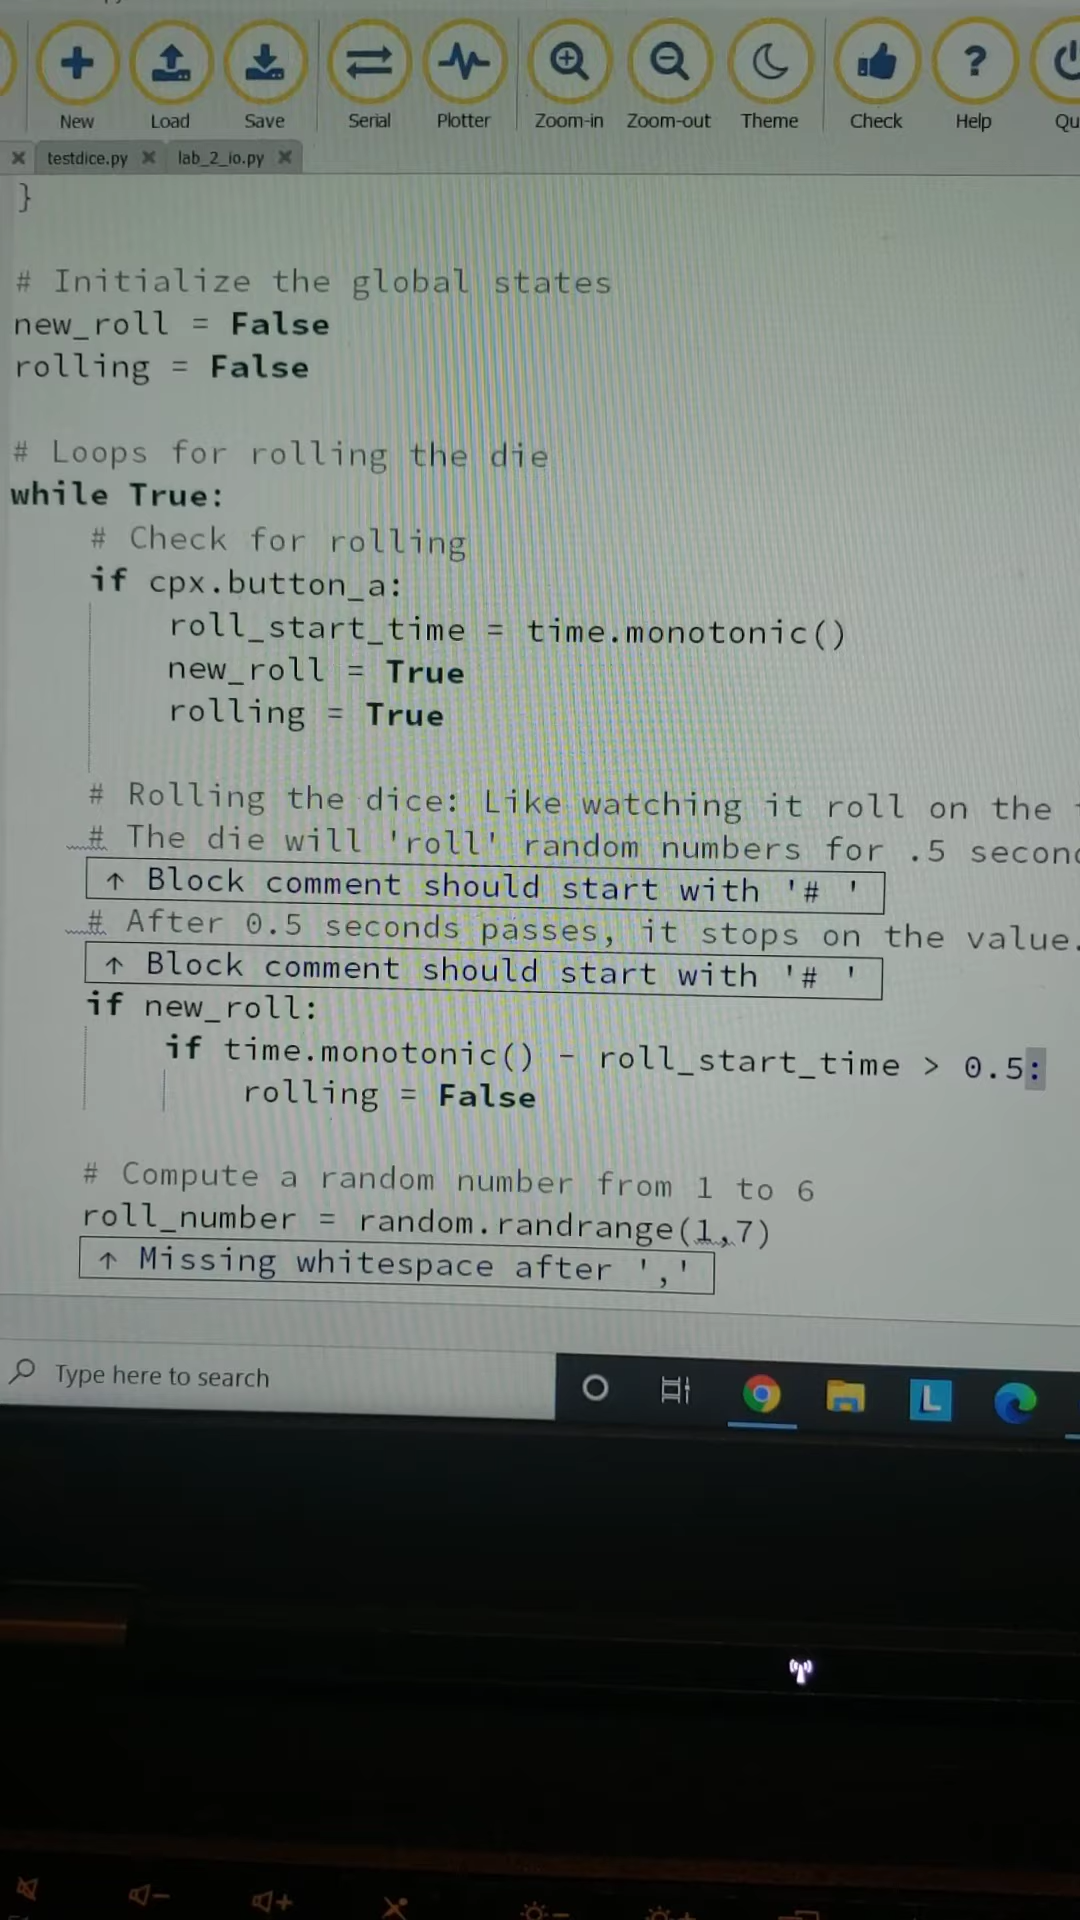 New Load Save Serial Plotter Zoom-in Zoom-out Theme Check ? Help
testdice.py lab_2_io.py
}
# Initialize the global states
new_roll = False
rolling = False
# Loops for rolling the die
while True:
# Check for rolling
if cpx.button_a:
roll_start_time = time.monotonic()
new_roll = True
rolling = True
# Rolling the dice: Like watching it roll on the
# The die will 'roll' random numbers for .5
↑ Block comment should start with '# '
# After 0.5 seconds passes, it stops on the value.
↑ Block comment should start with '# '
if new_roll:
if time.monotonic() - roll_start_time > 0.5:
rolling = False
# Compute a random number from 1 to 6
roll_number = random.randrange(1,7)
↑ Missing whitespace after ','
Type here to search
L